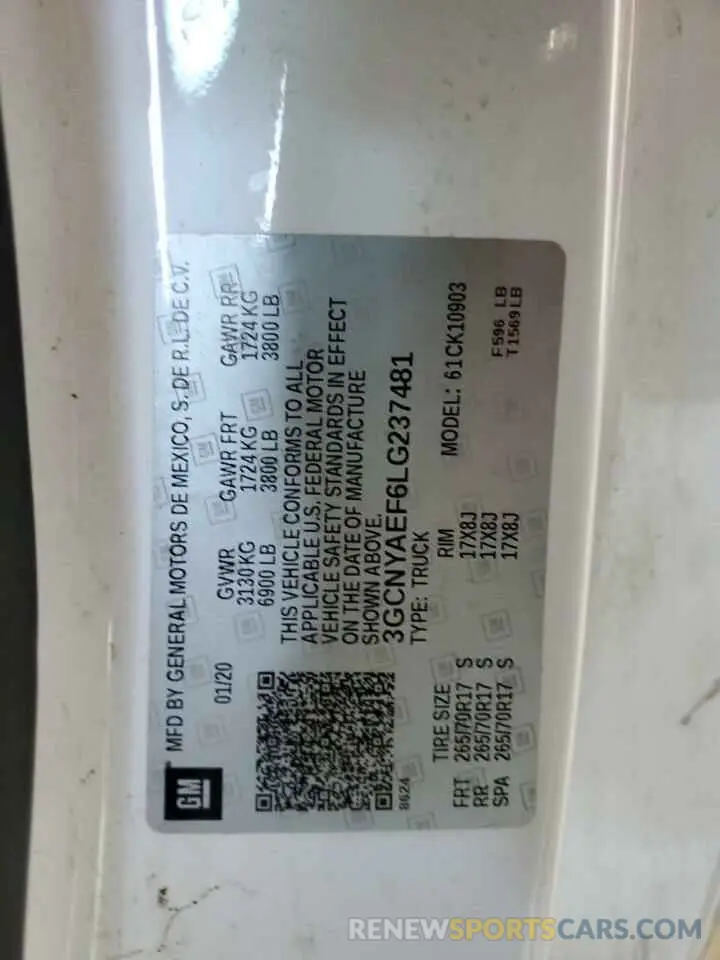 GM
MFD BY GENERAL MOTORS DE MEXICO, S. DE R.L. DE C.V.
01/20
GVWR GAWR FRT GAWR RR
3130 KG 1724 KG 1724 KG
6900 LB 3800 LB 3800 LB
THIS VEHICLE CONFORMS TO ALL
APPLICABLE U.S. FEDERAL MOTOR
VEHICLE SAFETY STANDARDS IN EFFECT
ON THE DATE OF MANUFACTURE
SHOWN ABOVE.
3GCNYAEF6LG237481
8624
TYPE: TRUCK
MODEL: 61CK10903
TIRE SIZE RIM
FRT 265/70R17 S 17X8J
RR 265/70R17 S 17X8J
SPA 265/70R17 S 17X8J
F596 LB
T1569 LB
RENEWSPORTSCARS.COM